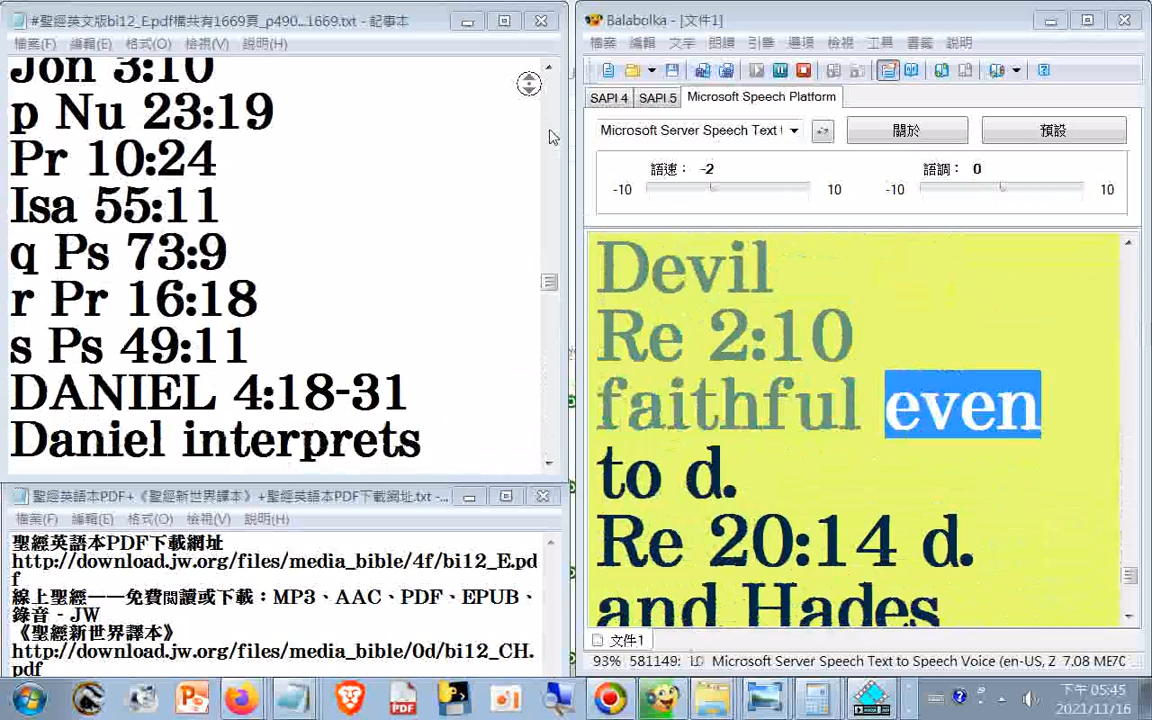 #聖經英文版bi12_E.pdf檔共有1669頁_p490...1669.txt - 記事本
檔案(F) 編輯(E) 格式(O) 檢視(V) 說明(H)
Jon 3:10
p Nu 23:19
Pr 10:24
Isa 55:11
q Ps 73:9
r Pr 16:18
s Ps 49:11
DANIEL 4:18-31
Daniel interprets
聖經英語本PDF+《聖經新世界譯本》+聖經英語本PDF下載網址.txt -...
檔案(F) 編輯(E) 格式(O) 檢視(V) 說明(H)
聖經英語本PDF下載網址
http://download.jw.org/files/media_bible/4f/bi12_E.pd
f
線上聖經——免費閱讀或下載：MP3、AAC、PDF、EPUB、
錄音 - JW
《聖經新世界譯本》
http://download.jw.org/files/media_bible/0d/bi12_CH.
pdf
Balabolka - [文件1]
檔案 編輯 文字 朗讀 引擎 選項 檢視 工具 書籤 說明
SAPI 4 SAPI 5 Microsoft Speech Platform
Microsoft Server Speech Text 關於 預設
語速： -2 語調： 0
-10 10 -10 10
Devil
Re 2:10
faithful even
to d.
Re 20:14 d.
and Hades
文件1
93% 581149: Microsoft Server Speech Text to Speech Voice (en-US, Z 7.08 МБ
PDF
下午 05:45
2021/11/16